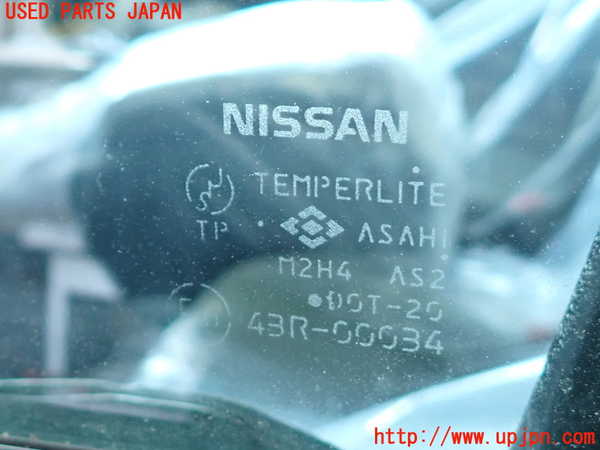 USED PARTS JAPAN
NISSAN
TEMPERLITE
TP
ASAHI
M2H4 AS2
DOT-20
43R-00034
http://www.upjpn.com/